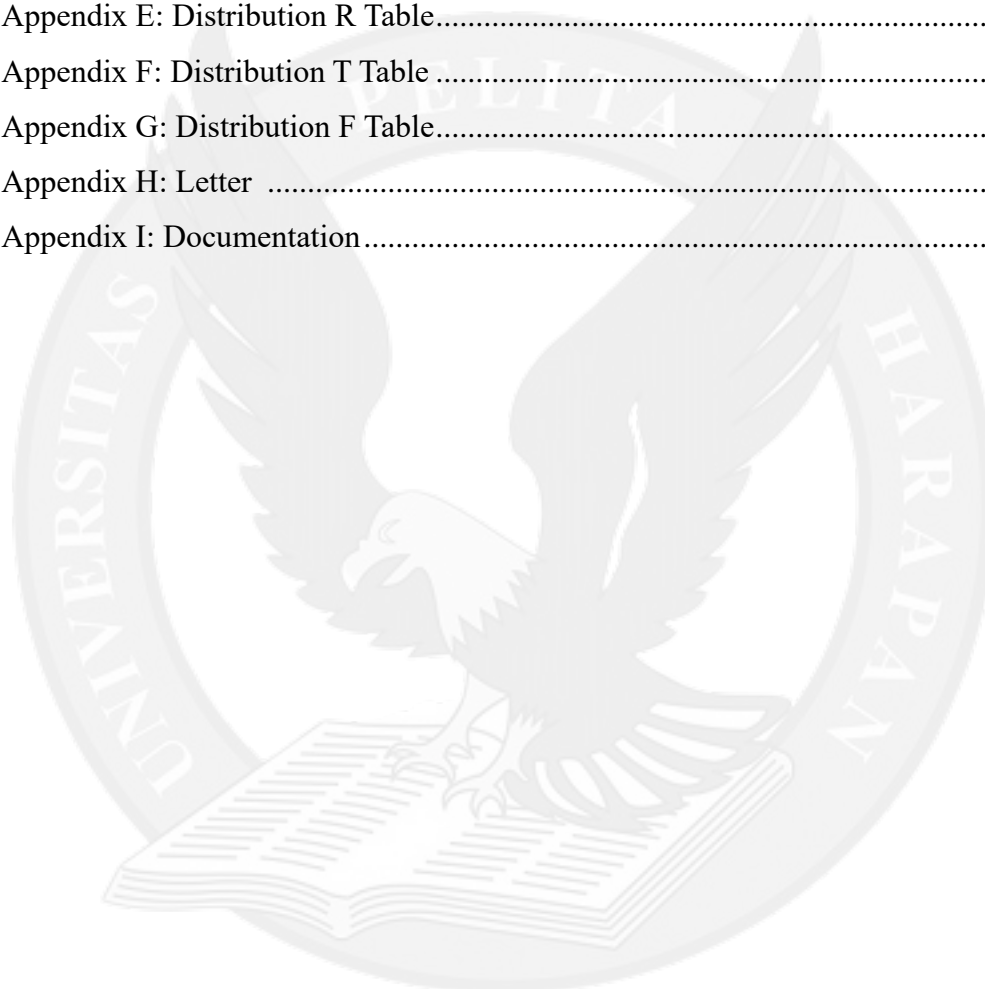 Appendix E: Distribution R Table..............................................................................
Appendix F: Distribution T Table ..............................................................................
Appendix G: Distribution F Table..............................................................................
Appendix H: Letter ..................................................................................................
Appendix I: Documentation......................................................................................
UNIVERSITAS PELITA HARAPAN